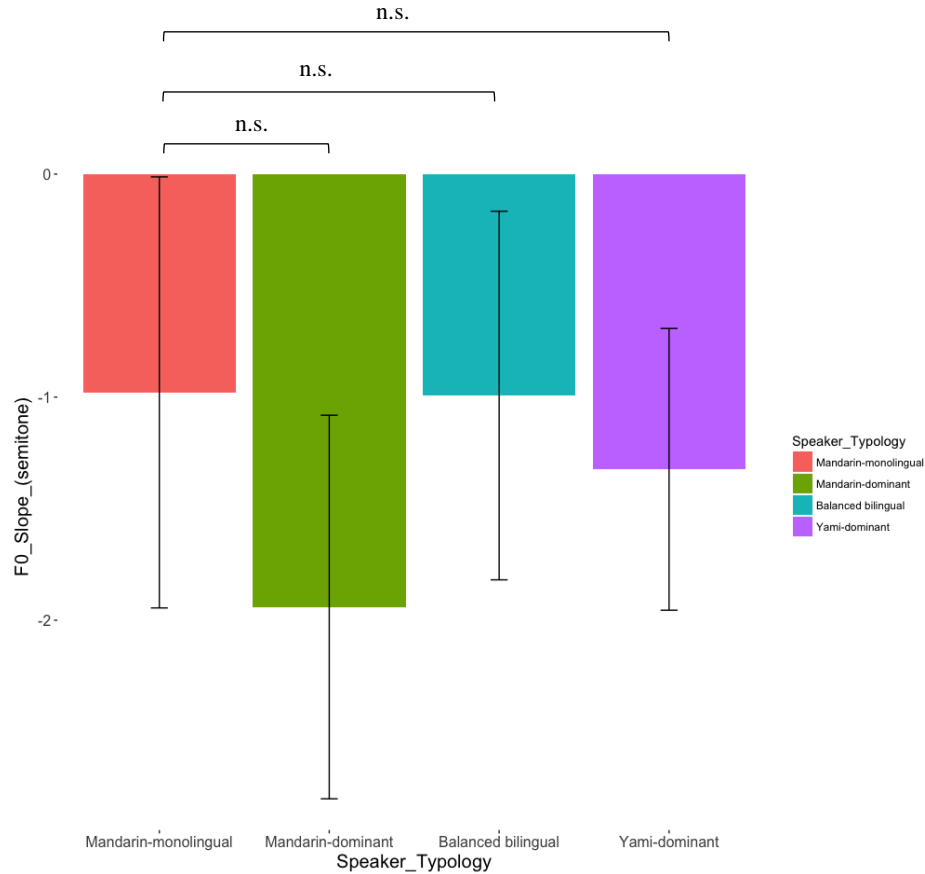 n.s.
n.s.
n.s.
0
-1
-2
F0_Slope_(semitone)
Mandarin-monolingual
Mandarin-dominant
Balanced bilingual
Yami-dominant
Speaker_Typology
Speaker_Typology
Mandarin-monolingual
Mandarin-dominant
Balanced bilingual
Yami-dominant